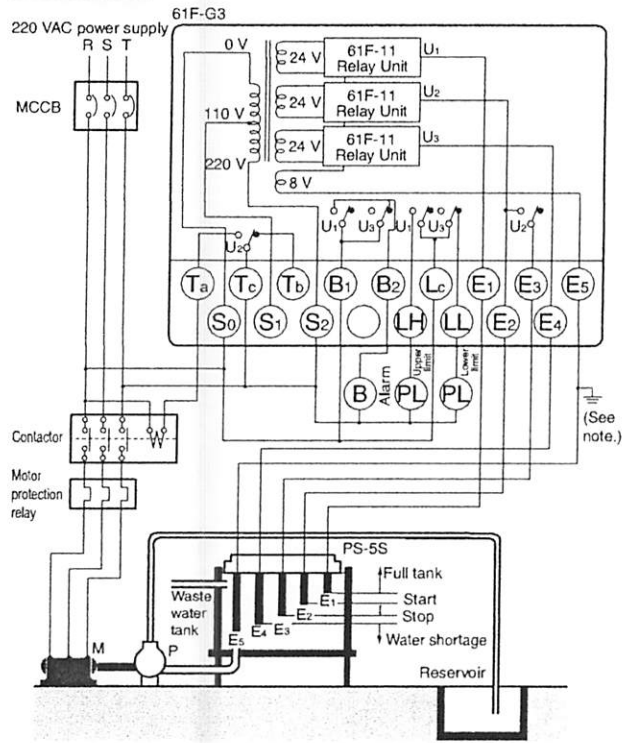 61F-G3
220 VAC power supply
R S T
MCCB
0 V
110 V
220 V
24 V
61F-11
Relay Unit
U1
24 V
61F-11
Relay Unit
U2
24 V
61F-11
Relay Unit
U3
8 V
U2
U1
U3
U1
U3
U2
Ta
Tc
Tb
B1
B2
Lc
E1
E3
E5
S0
S1
S2
LH
LL
E2
E4
B
Alarm
PL
Upper limit
PL
Lower limit
(See
note.)
Contactor
Motor
protection
relay
PS-5S
Waste
water
tank
E5
E4
E3
E2
E1
Full tank
Start
Stop
Water shortage
M
P
Reservoir